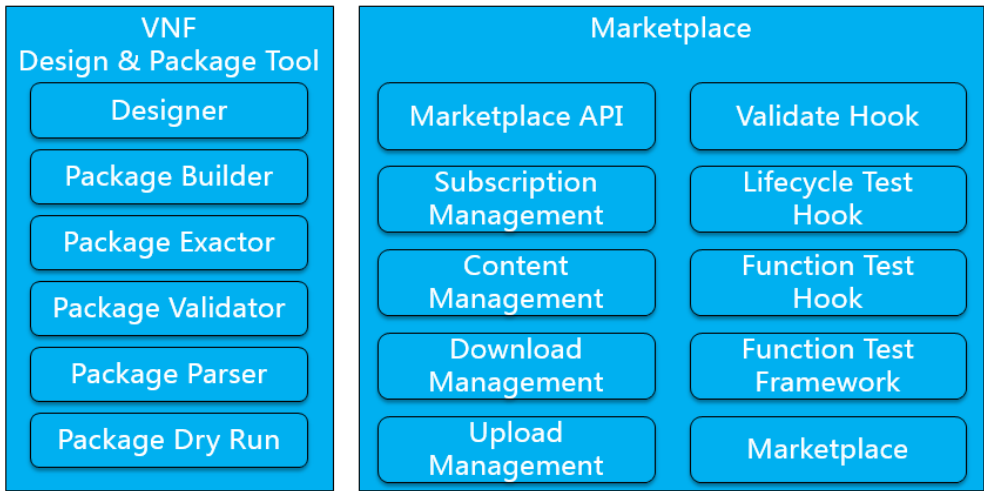 VNF
Design & Package Tool
Designer
Package Builder
Package Exactor
Package Validator
Package Parser
Package Dry Run
Marketplace
Marketplace API
Subscription
Management
Content
Management
Download
Management
Upload
Management
Validate Hook
Lifecycle Test
Hook
Function Test
Hook
Function Test
Framework
Marketplace